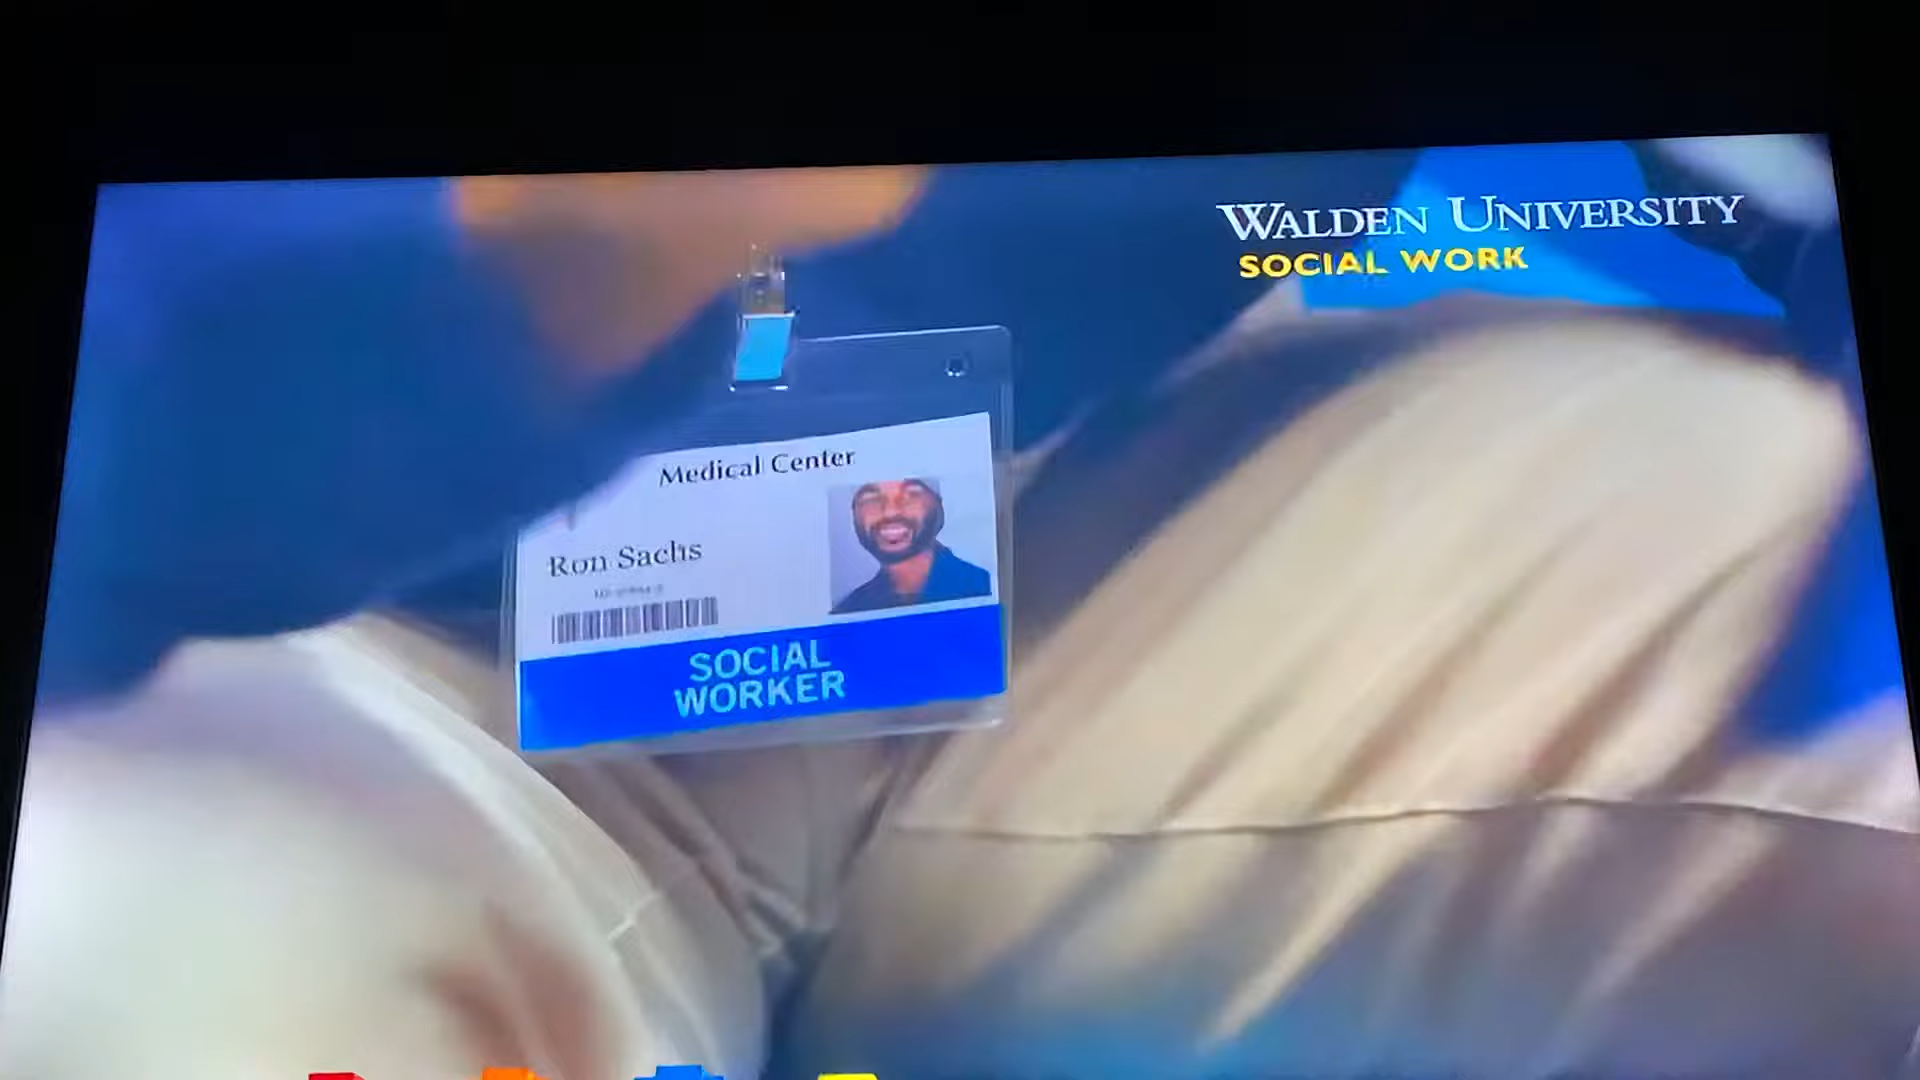 WALDEN UNIVERSITY
SOCIAL WORK
Medical Center
Ron Sachs
SOCIAL
WORKER